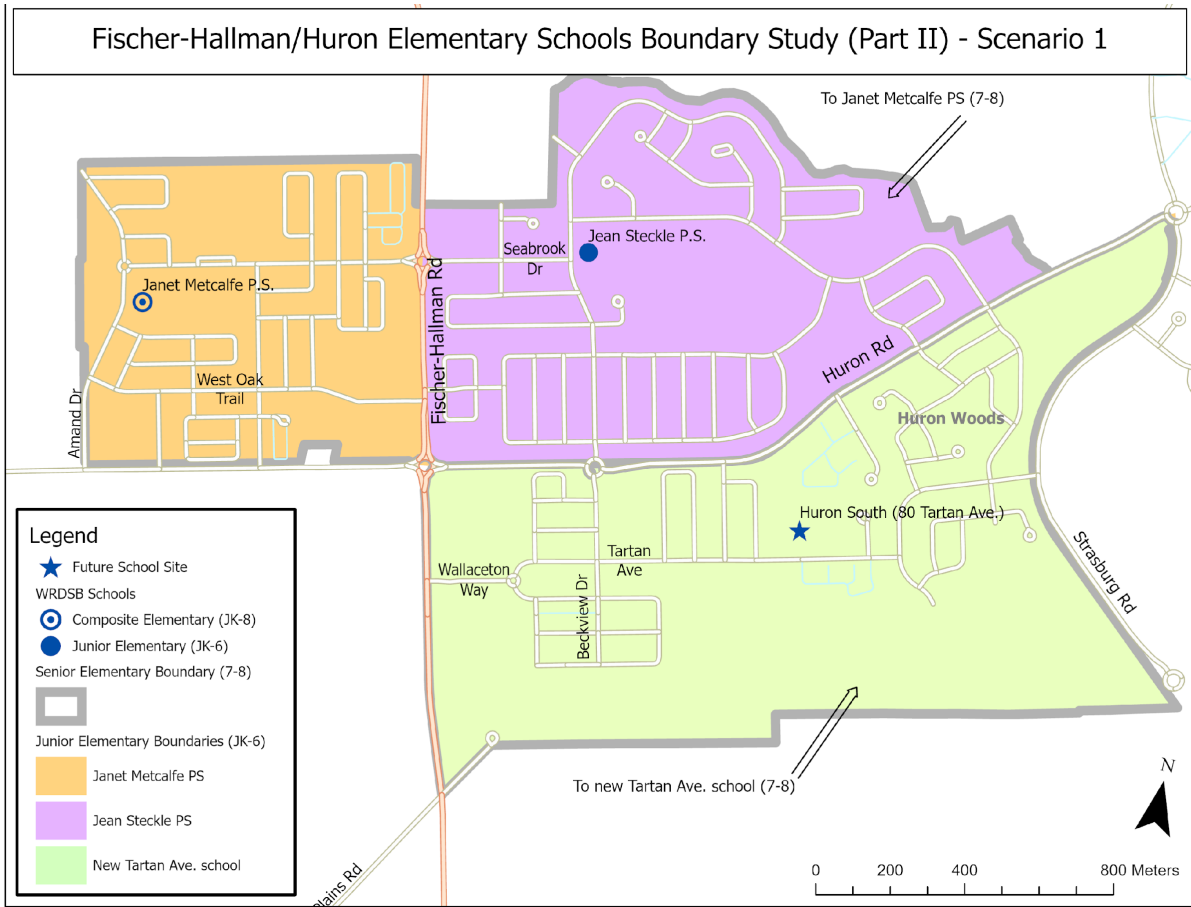 Fischer-Hallman/Huron Elementary Schools Boundary Study (Part II) - Scenario 1
To Janet Metcalfe PS (7-8)
Jean Steckle P.S.
Seabrook
Dr
Janet Metcalfe P.S.
Fischer-Hallman Rd
Huron Rd
West Oak
Trail
Amand Dr
Huron Woods
Huron South (80 Tartan Ave.)
Tartan
Ave
Wallaceton
Way
Beckview Dr
Strasburg Rd
To new Tartan Ave. school (7-8)
Plains Rd
Legend
Future School Site
WRDSB Schools
Composite Elementary (JK-8)
Junior Elementary (JK-6)
Senior Elementary Boundary (7-8)
Junior Elementary Boundaries (JK-6)
Janet Metcalfe PS
Jean Steckle PS
New Tartan Ave. school
N
0 200 400 800 Meters